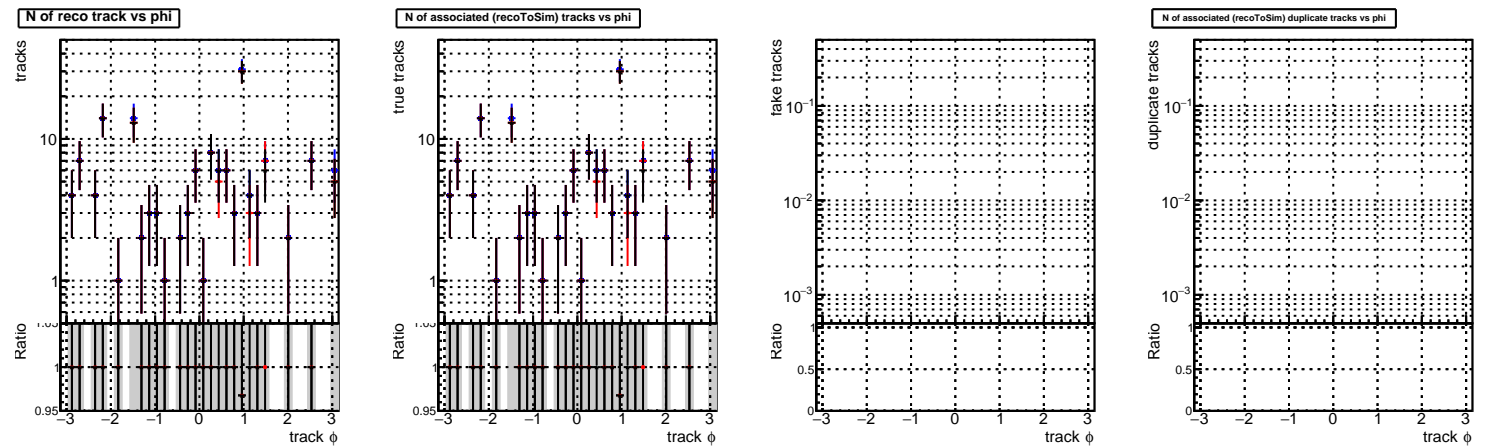 N of reco track vs phi
tracks
10
1
Ratio
1.05
1
0.95
−3 −2 −1 0 1 2 3
track ϕ
N of associated (recoToSim) tracks vs phi
true tracks
10
1
Ratio
1.05
1
0.95
−3 −2 −1 0 1 2 3
track ϕ
fake tracks
10⁻¹
10⁻²
10⁻³
Ratio
1
0.5
0
−3 −2 −1 0 1 2 3
track ϕ
N of associated (recoToSim) duplicate tracks vs phi
duplicate tracks
10⁻¹
10⁻²
10⁻³
Ratio
1
0.5
0
−3 −2 −1 0 1 2 3
track ϕ